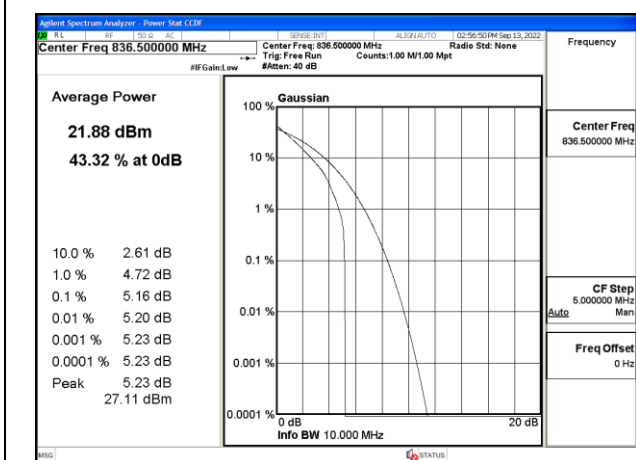 Agilent Spectrum Analyzer - Power Stat CCDF
RL RF 50 Ω AC SENSE:INT ALIGNAUTO 02:56:50 PM Sep 13, 2022
Center Freq 836.500000 MHz
Center Freq: 836.500000 MHz Radio Std: None
Trig: Free Run Counts:1.00 M/1.00 Mpt
#IFGain:Low #Atten: 40 dB
Frequency
Average Power
21.88 dBm
43.32 % at 0dB
10.0 % 2.61 dB
1.0 % 4.72 dB
0.1 % 5.16 dB
0.01 % 5.20 dB
0.001 % 5.23 dB
0.0001 % 5.23 dB
Peak 5.23 dB
27.11 dBm
Gaussian
100 %
10 %
1 %
0.1 %
0.01 %
0.001 %
0.0001 %
0 dB 20 dB
Info BW 10.000 MHz
Center Freq
836.500000 MHz
CF Step
5.000000 MHz
Auto Man
Freq Offset
0 Hz
MSG STATUS